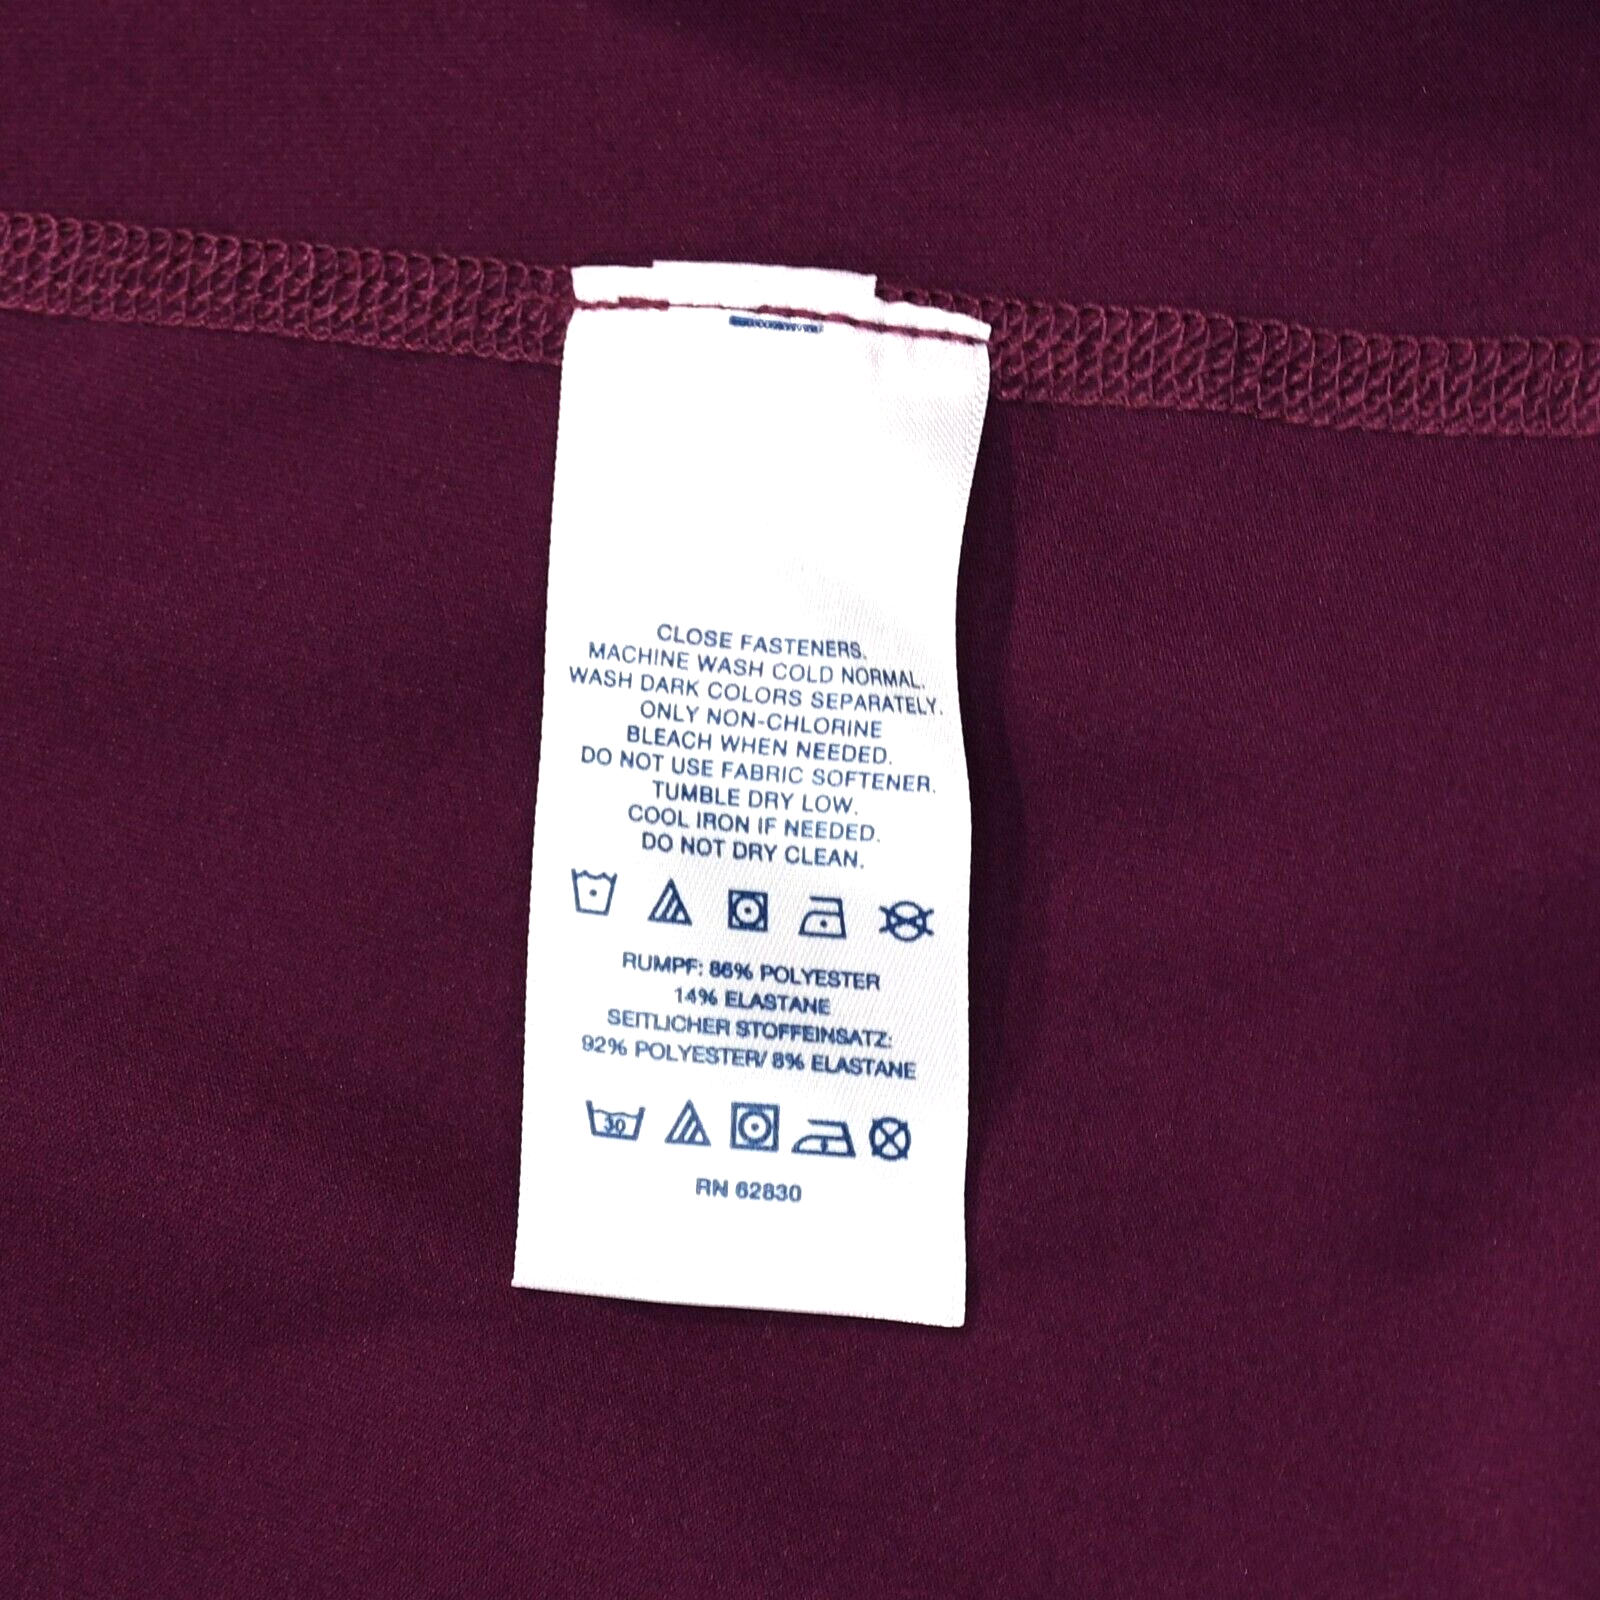 CLOSE FASTENERS.
MACHINE WASH COLD NORMAL.
WASH DARK COLORS SEPARATELY.
ONLY NON-CHLORINE
BLEACH WHEN NEEDED.
DO NOT USE FABRIC SOFTENER.
TUMBLE DRY LOW.
COOL IRON IF NEEDED.
DO NOT DRY CLEAN.
RUMPF: 86% POLYESTER
14% ELASTANE
SEITLICHER STOFFEINSATZ:
92% POLYESTER/ 8% ELASTANE
30
RN 62830